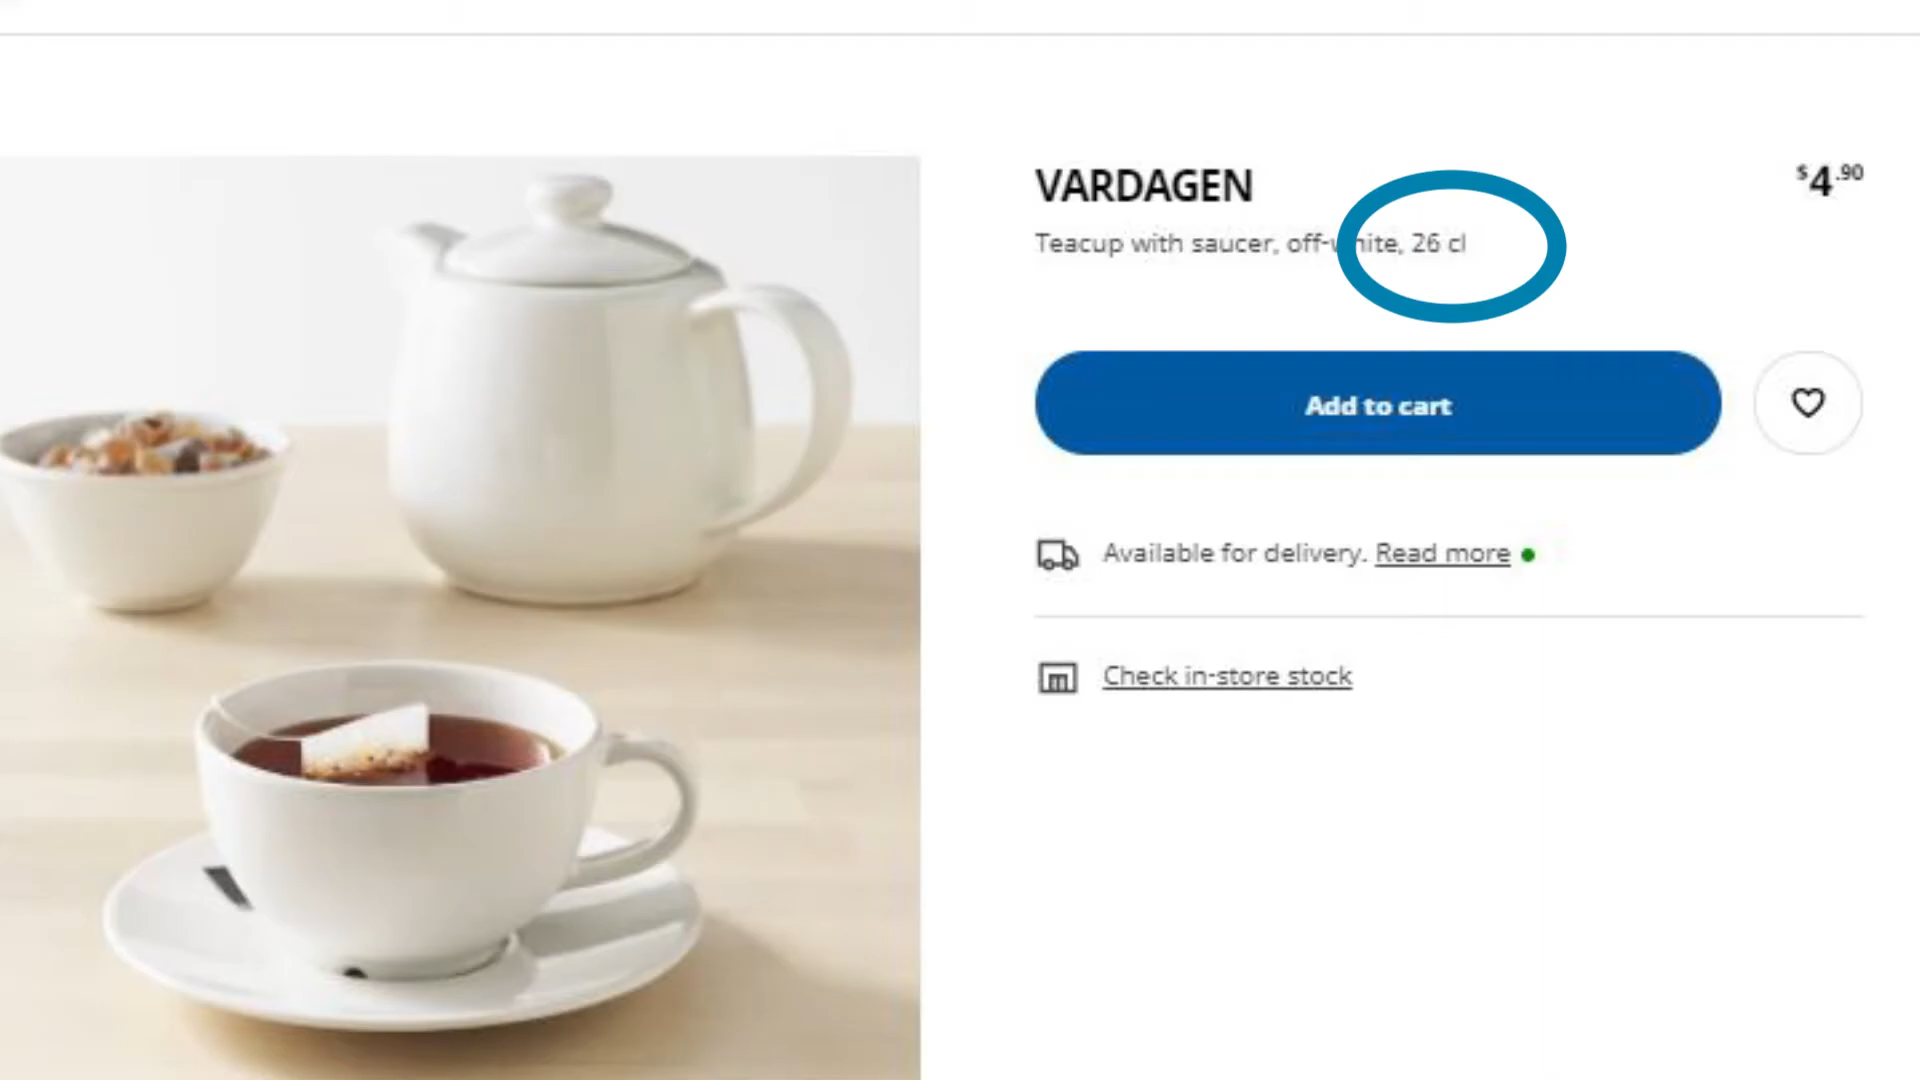 VARDAGEN
$4.90
Teacup with saucer, off-white, 26 cl
Add to cart
Available for delivery. Read more
Check in-store stock